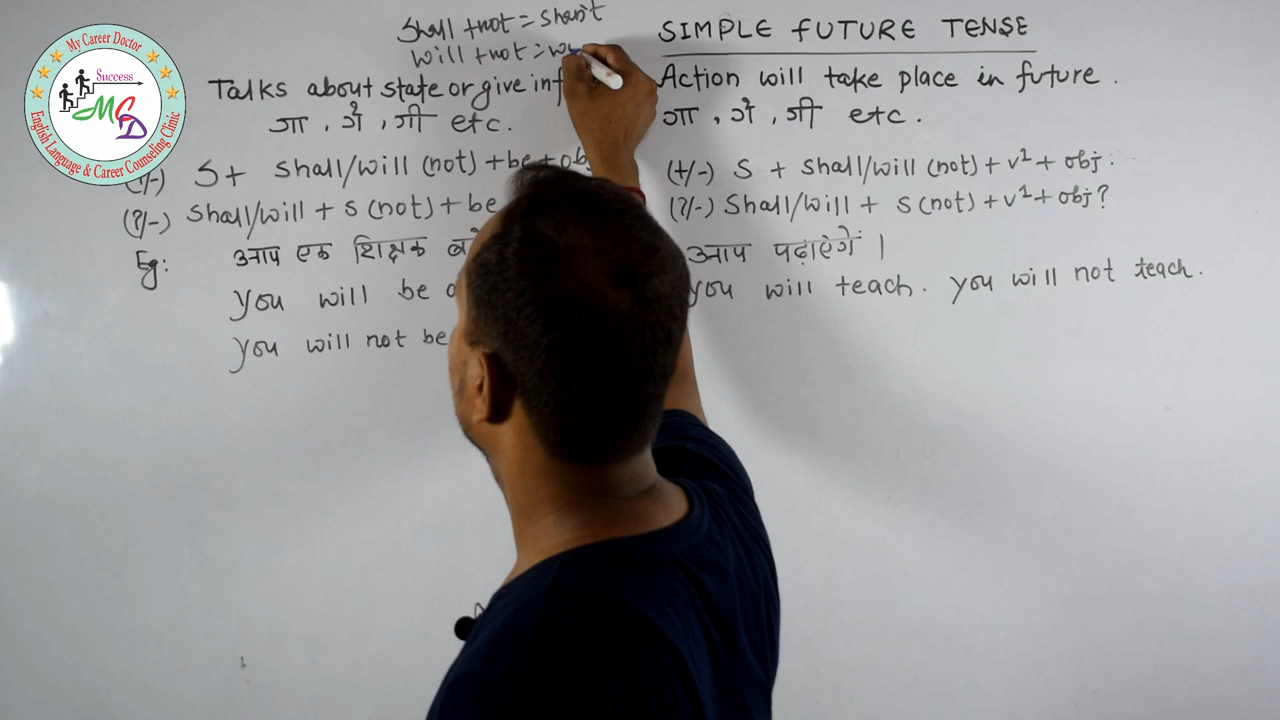 My Career Doctor
Success
MCD
English Language & Career Counseling Clinic
Shall +not = Shan't
will +not =
SIMPLE FUTURE TENSE
Talks about state or give
गा, गे, गी etc.
(+/-) S+ Shall/will (not) +be+
(?/-) Shall/will + S (not) + be
Eg: आप एक शिक्षक
you will be
you will not be
Action will take place in future.
गा, गे, गी etc.
(+/-) S + Shall/will (not) + V¹ + obj.
(?/-) Shall/will + S (not) + V¹ + obj?
आप पढ़ाएंगे।
you will teach. you will not teach.